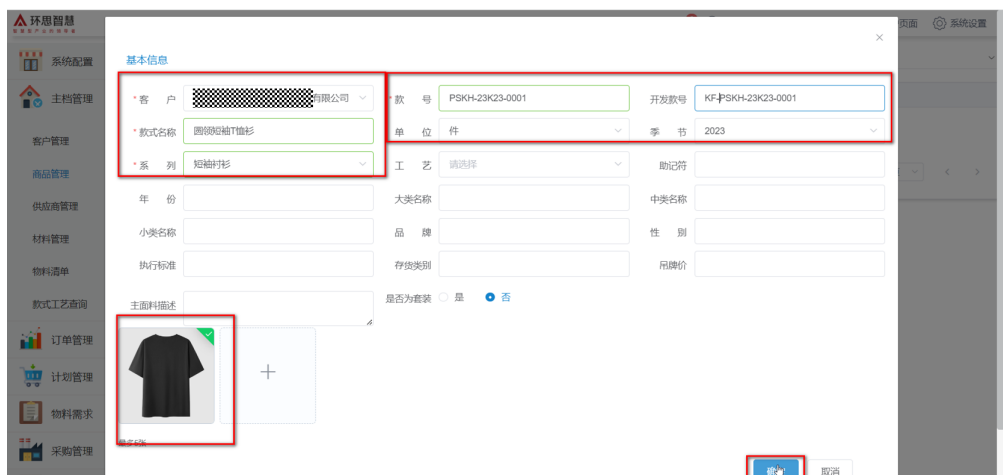 环思智慧
页面 系统设置
基本信息
系统配置
主档管理
客户管理
商品管理
供应商管理
材料管理
物料清单
款式工艺查询
订单管理
计划管理
物料需求
采购管理
*客 户 有限公司 *款 号 PSKH-23K23-0001 开发款号 KF-PSKH-23K23-0001
*款式名称 圆领短袖T恤衫 单 位 件 季 节 2023
*系 列 短袖衬衫 工 艺 请选择 助记符
年 份 大类名称 中类名称
小类名称 品 牌 性 别
执行标准 存货类别 吊牌价
主面料描述 是否为套装 是 否
最多5张
取消